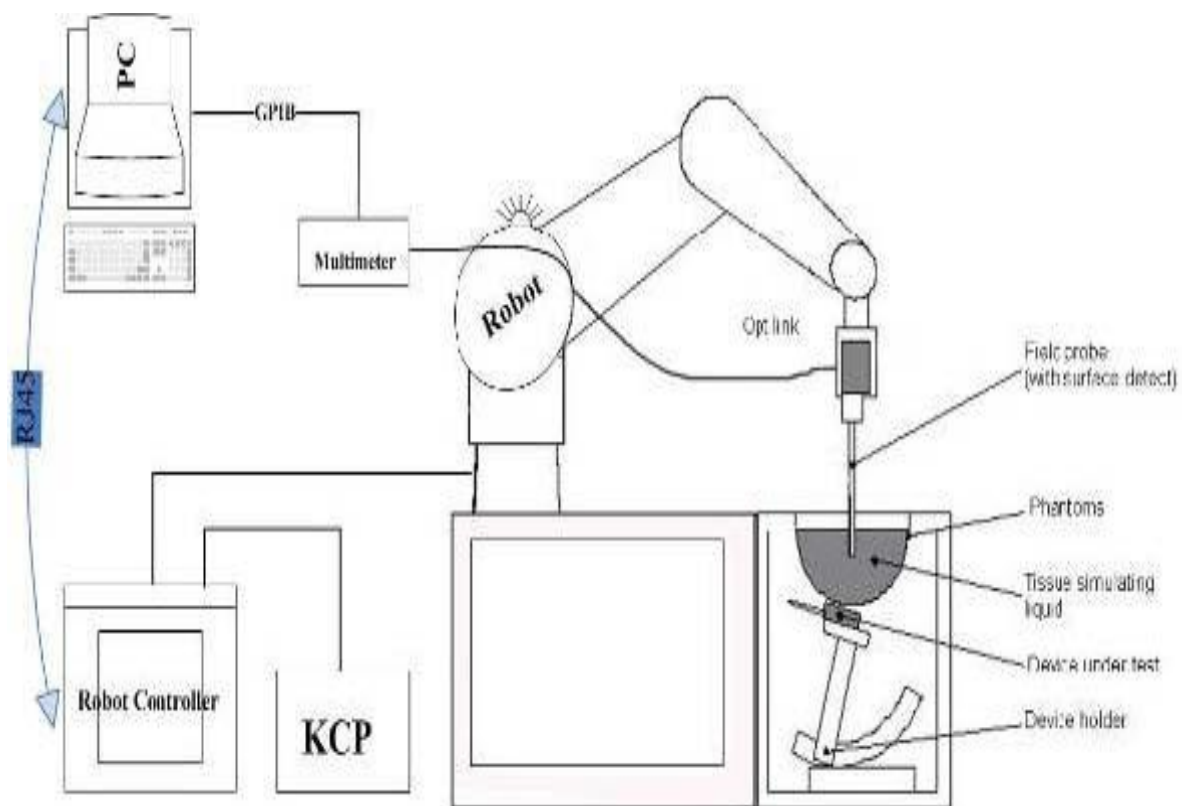 PC
GPIB
Multimeter
Robot
Opt link
Field probe
(with surface detect)
RJ45
Phantoms
Tissue simulating
liquid
Device under test
Robot Controller
KCP
Device holder